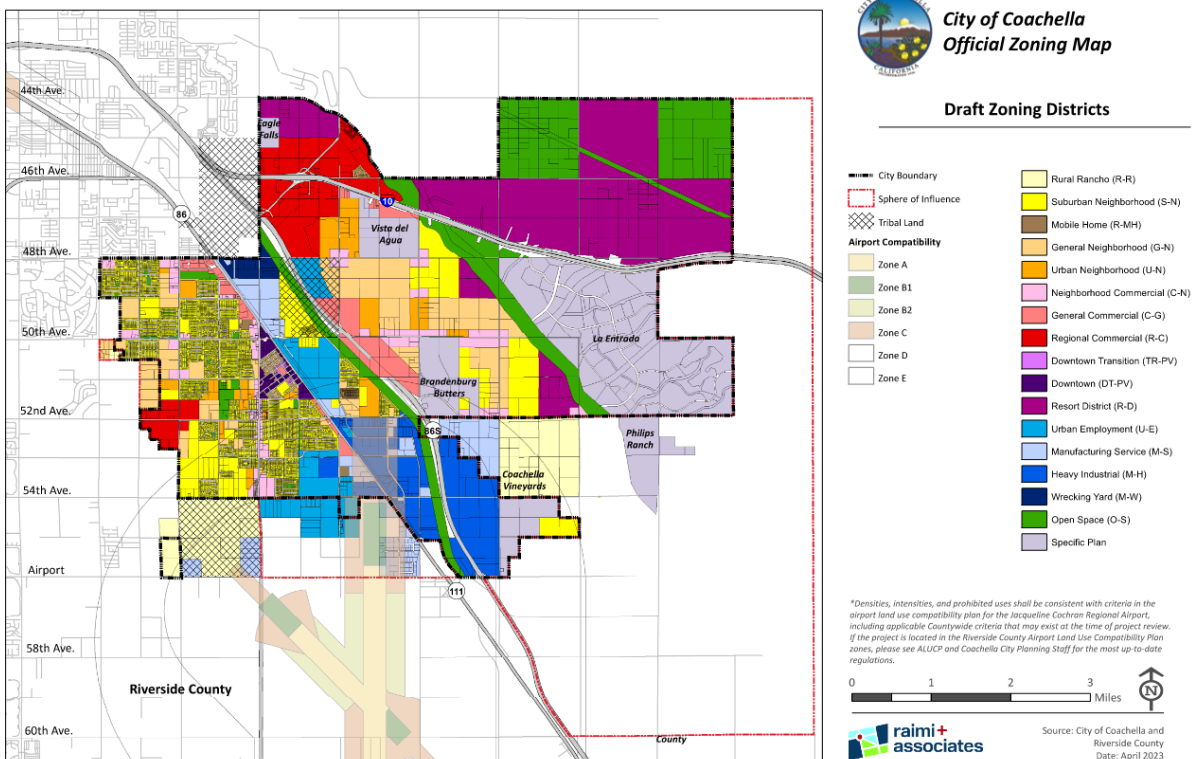 City of Coachella
Official Zoning Map
Draft Zoning Districts
City Boundary
Sphere of Influence
Tribal Land
Airport Compatibility
Zone A
Zone B1
Zone B2
Zone C
Zone D
Zone E
Rural Rancho (R-R)
Suburban Neighborhood (S-N)
Mobile Home (R-MH)
General Neighborhood (G-N)
Urban Neighborhood (U-N)
Neighborhood Commercial (C-N)
General Commercial (C-G)
Regional Commercial (R-C)
Downtown Transition (TR-PV)
Downtown (DT-PV)
Resort District (R-D)
Urban Employment (U-E)
Manufacturing Service (M-S)
Heavy Industrial (M-H)
Wrecking Yard (M-W)
Open Space (O-S)
Specific Plan
44th Ave.
Eagle
Falls
46th Ave.
10
86
Vista del
Agua
48th Ave.
50th Ave.
La Entrada
Brandenburg
Butters
52nd Ave.
86S
Philips
Ranch
Coachella
Vineyards
54th Ave.
Airport
111
58th Ave.
Riverside County
60th Ave.
County
*Densities, intensities, and prohibited uses shall be consistent with criteria in the
airport land use compatibility plan for the Jacqueline Cochran Regional Airport,
including applicable Countywide criteria that may exist at the time of project review.
If the project is located in the Riverside County Airport Land Use Compatibility Plan
zones, please see ALUCP and Coachella City Planning Staff for the most up-to-date
regulations.
0 1 2 3
Miles
N
raimi+
associates
Source: City of Coachella and
Riverside County
Date: April 2023